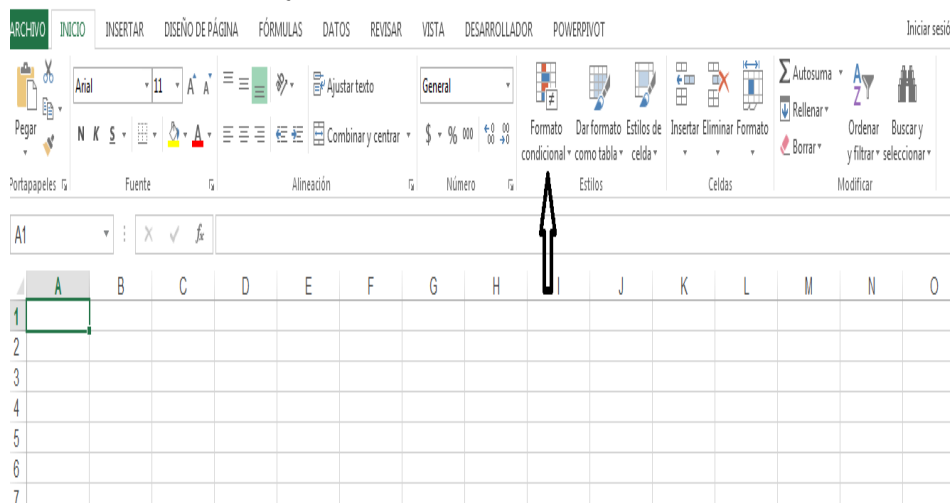 ARCHIVO INICIO INSERTAR DISEÑO DE PÁGINA FÓRMULAS DATOS REVISAR VISTA DESARROLLADOR POWERPIVOT Iniciar sesió
Arial 11 A A Ajustar texto General Autosuma
Rellenar
Pegar N K S A Combinar y centrar $ % 000 Formato condicional Dar formato como tabla Estilos de celda Insertar Eliminar Formato Borrar Ordenar y filtrar Buscar y seleccionar
Portapapeles Fuente Alineación Número Estilos Celdas Modificar
A1 fx
A B C D E F G H I J K L M N O
1
2
3
4
5
6
7